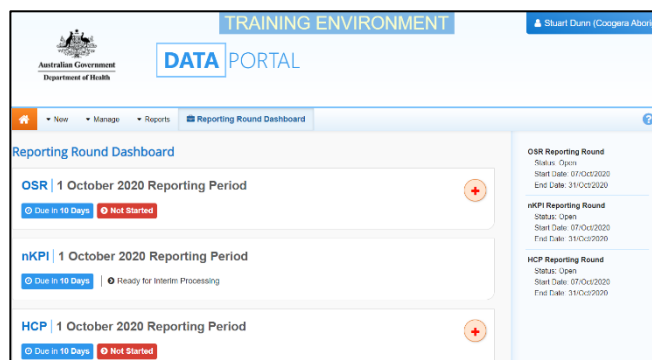 TRAINING ENVIRONMENT
Stuart Dunn (Coogera Abori
Australian Government
Department of Health
DATA PORTAL
New
Manage
Reports
Reporting Round Dashboard
?
Reporting Round Dashboard
OSR | 1 October 2020 Reporting Period
Due in 10 Days
Not Started
nKPI | 1 October 2020 Reporting Period
Due in 10 Days
Ready for Interim Processing
HCP | 1 October 2020 Reporting Period
Due in 10 Days
Not Started
OSR Reporting Round
Status: Open
Start Date: 07/Oct/2020
End Date: 31/Oct/2020
nKPI Reporting Round
Status: Open
Start Date: 07/Oct/2020
End Date: 31/Oct/2020
HCP Reporting Round
Status: Open
Start Date: 07/Oct/2020
End Date: 31/Oct/2020